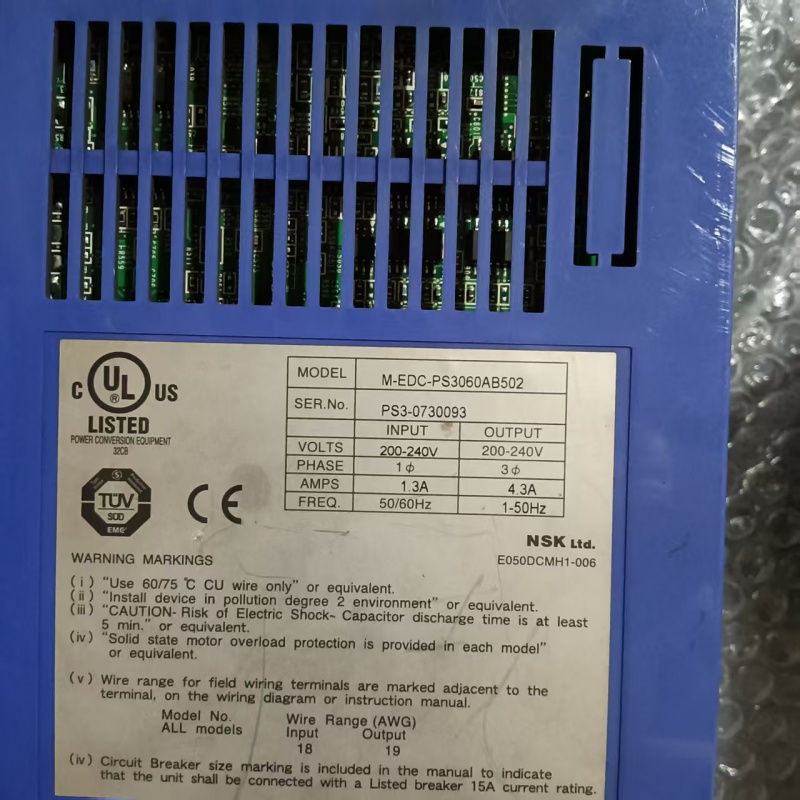 C UL US
®
LISTED
POWER CONVERSION EQUIPMENT
32CB
MODEL M-EDC-PS3060AB502
SER.No. PS3-0730093
INPUT OUTPUT
VOLTS 200-240V 200-240V
PHASE 1ϕ 3ϕ
AMPS 1.3A 4.3A
FREQ. 50/60Hz 1-50Hz
TÜV
SÜD
EMC
CE
NSK Ltd.
E050DCMH1-006
WARNING MARKINGS
(i) "Use 60/75 ℃ CU wire only" or equivalent.
(ii) "Install device in pollution degree 2 environment" or equivalent.
(iii) "CAUTION- Risk of Electric Shock- Capacitor discharge time is at least
5 min." or equivalent.
(iv) "Solid state motor overload protection is provided in each model"
or equivalent.
(v) Wire range for field wiring terminals are marked adjacent to the
terminal, on the wiring diagram or instruction manual.
Model No. Wire Range (AWG)
ALL models Input Output
18 19
(iv) Circuit Breaker size marking is included in the manual to indicate
that the unit shall be connected with a Listed breaker 15A current rating.